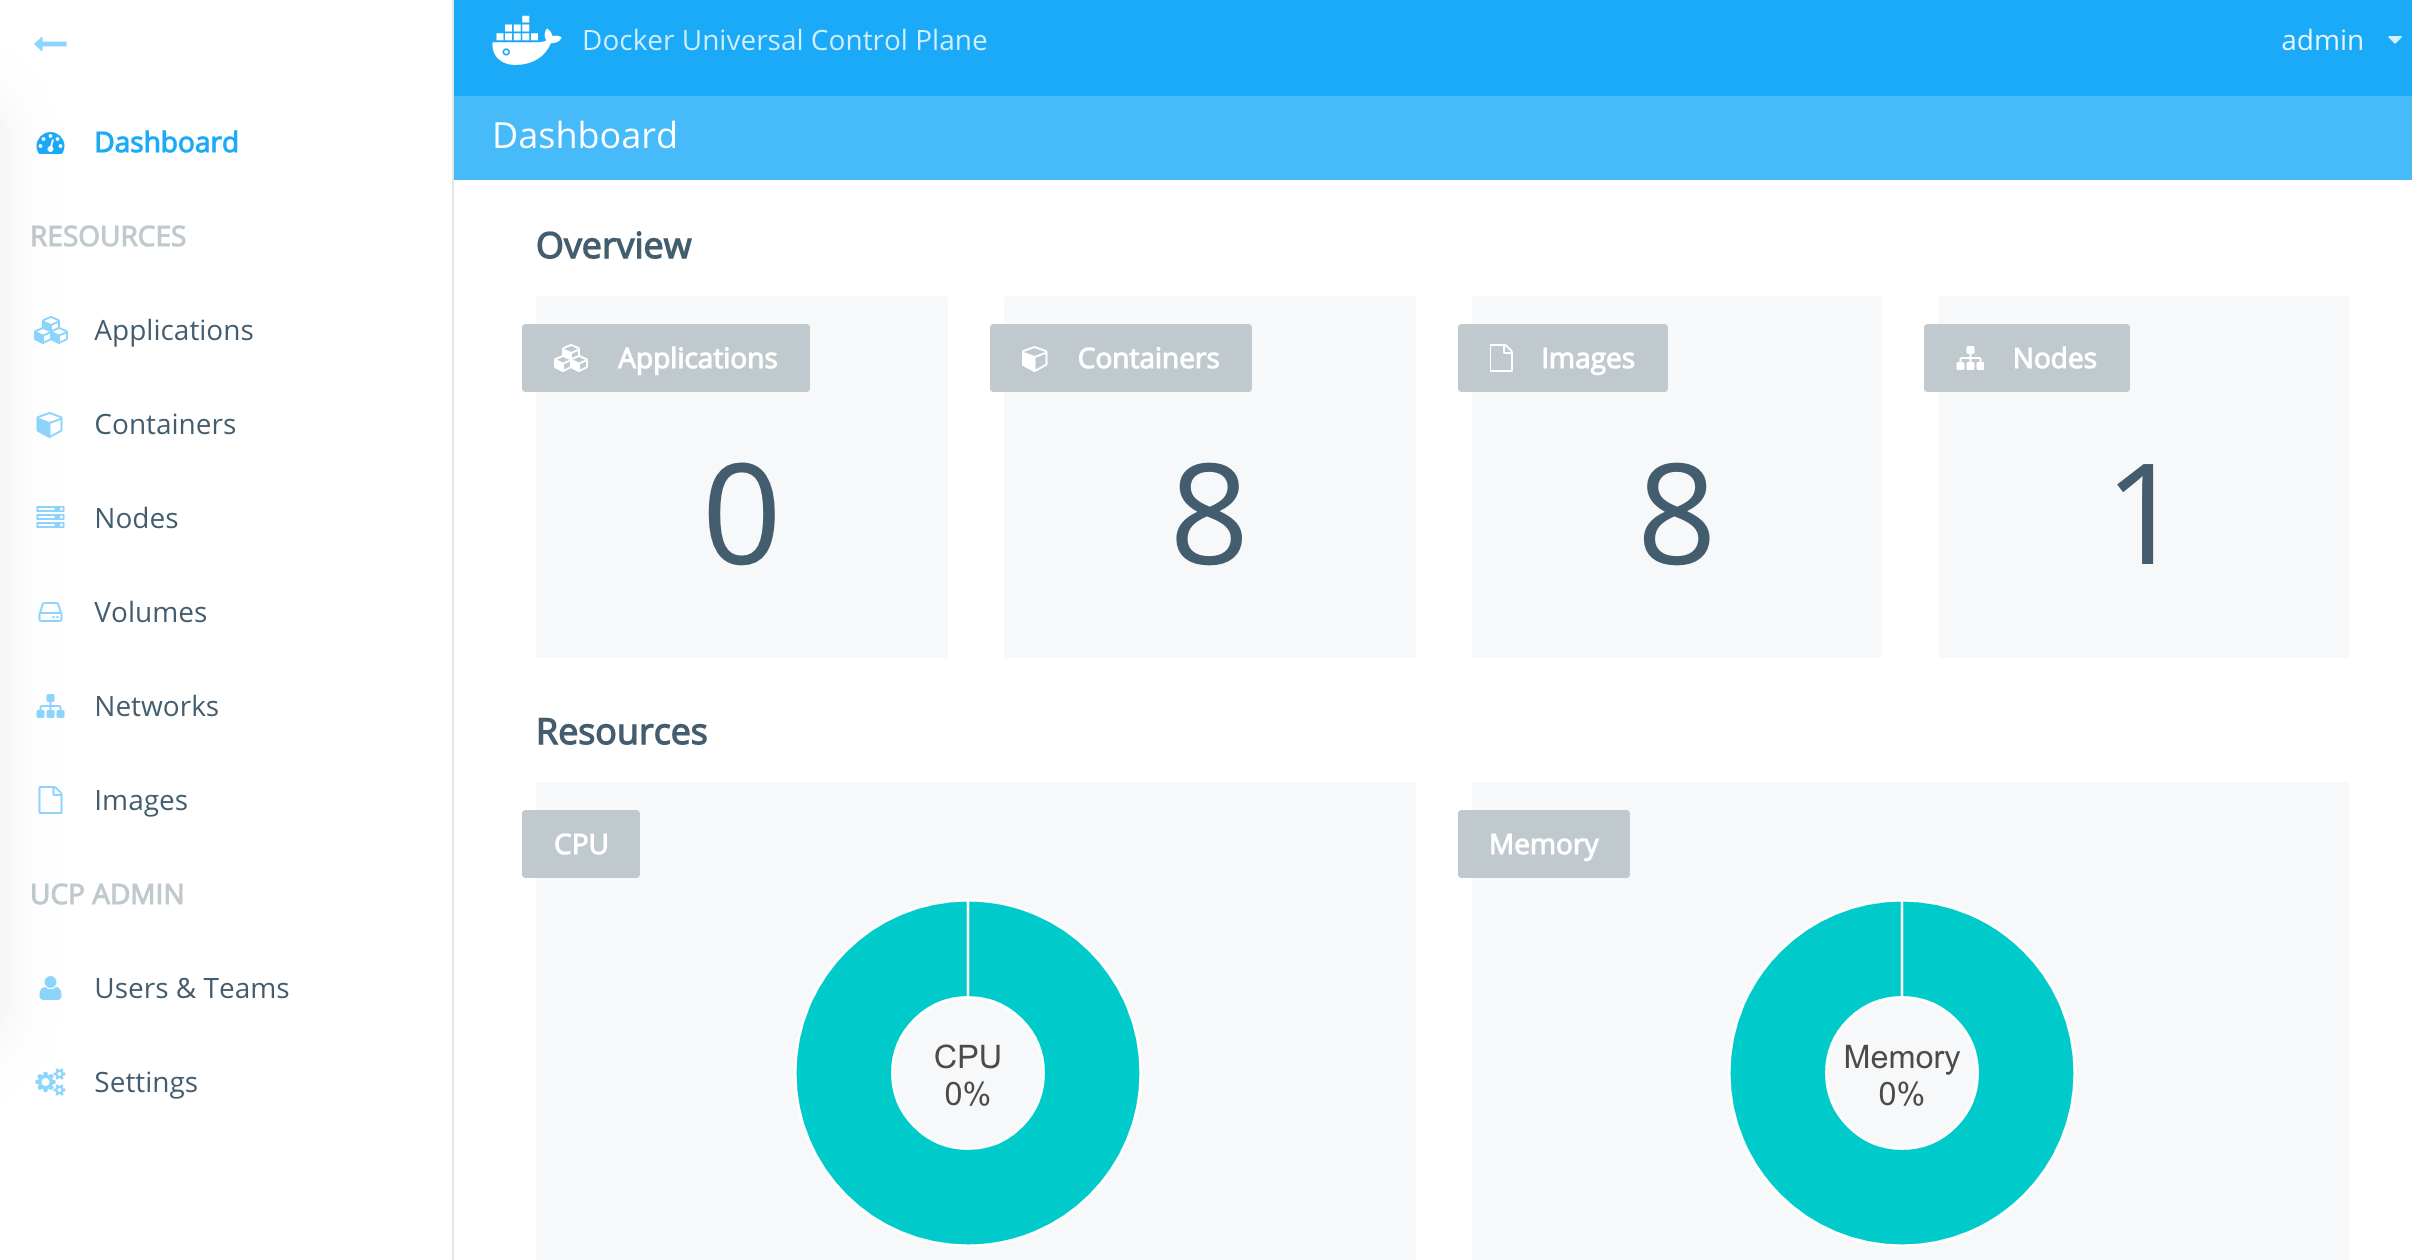 Docker Universal Control Plane
admin
Dashboard
Dashboard
RESOURCES
Applications
Containers
Nodes
Volumes
Networks
Images
UCP ADMIN
Users & Teams
Settings
Overview
Applications
0
Containers
8
Images
8
Nodes
1
Resources
CPU
CPU
0%
Memory
Memory
0%